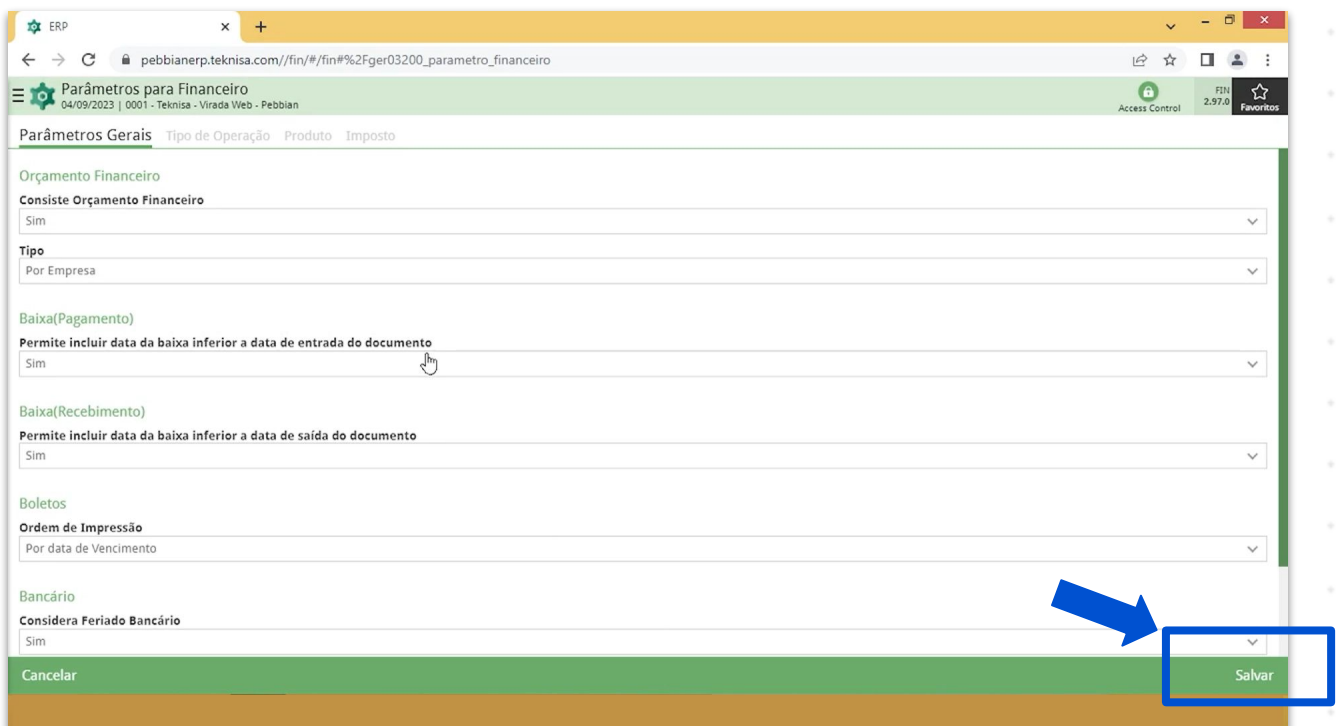 ERP
pebbianerp.teknisa.com//fin/#/fin#%2Fger03200_parametro_financeiro
Parâmetros para Financeiro
04/09/2023 | 0001 - Teknisa - Virada Web - Pebbian
Access Control
FIN
2.97.0
Favoritos
Parâmetros Gerais Tipo de Operação Produto Imposto
Orçamento Financeiro
Consiste Orçamento Financeiro
Sim
Tipo
Por Empresa
Baixa(Pagamento)
Permite incluir data da baixa inferior a data de entrada do documento
Sim
Baixa(Recebimento)
Permite incluir data da baixa inferior a data de saída do documento
Sim
Boletos
Ordem de Impressão
Por data de Vencimento
Bancário
Considera Feriado Bancário
Sim
Cancelar
Salvar